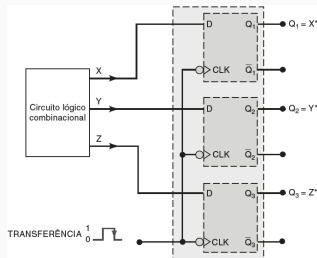 D Q₁ Q₁ = X*
X
CLK Q̅₁
Circuito lógico
combinacional
Y
D Q₂ Q₂ = Y*
Z
CLK Q̅₂
D Q₃ Q₃ = Z*
TRANSFERÊNCIA 1
0
CLK Q̅₃